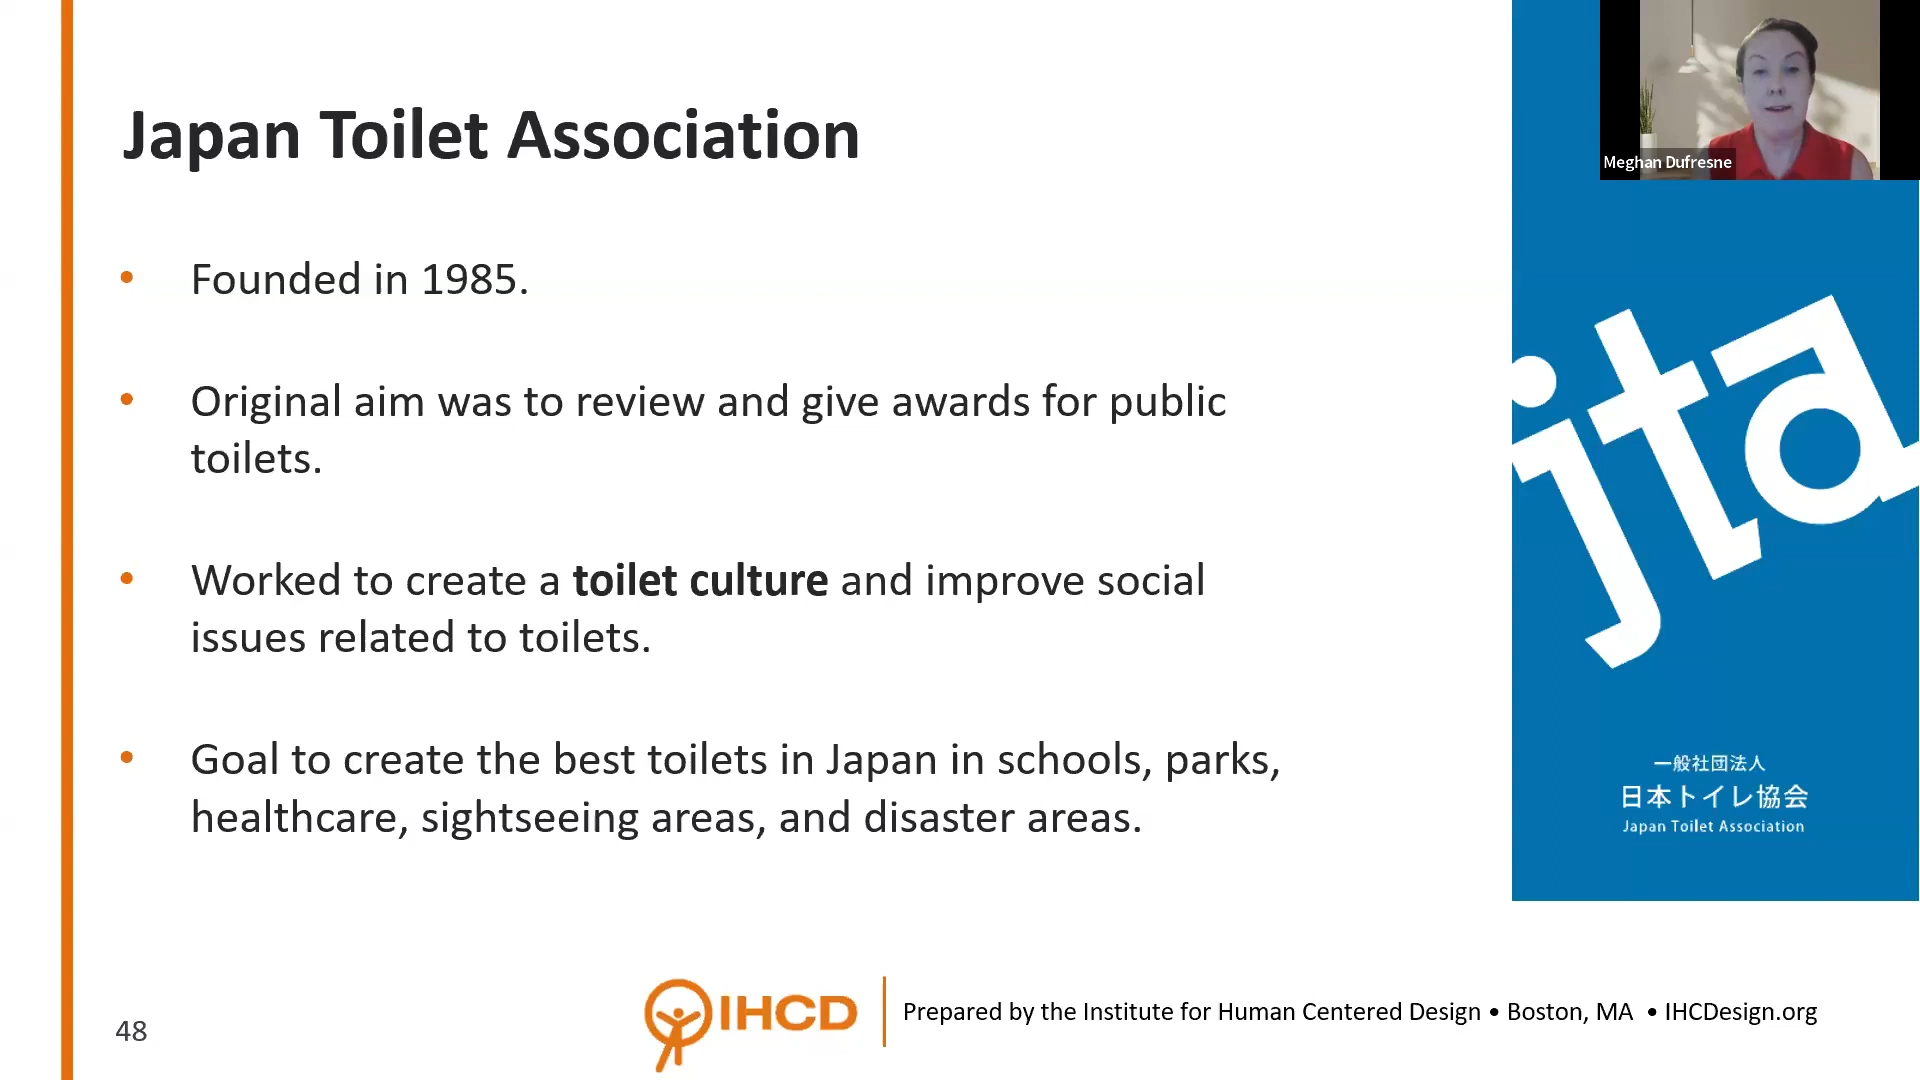 Japan Toilet Association
• Founded in 1985.
• Original aim was to review and give awards for public
toilets.
• Worked to create a toilet culture and improve social
issues related to toilets.
• Goal to create the best toilets in Japan in schools, parks,
healthcare, sightseeing areas, and disaster areas.
Meghan Dufresne
jta
一般社団法人
日本トイレ協会
Japan Toilet Association
48
IHCD
Prepared by the Institute for Human Centered Design • Boston, MA • IHCDesign.org